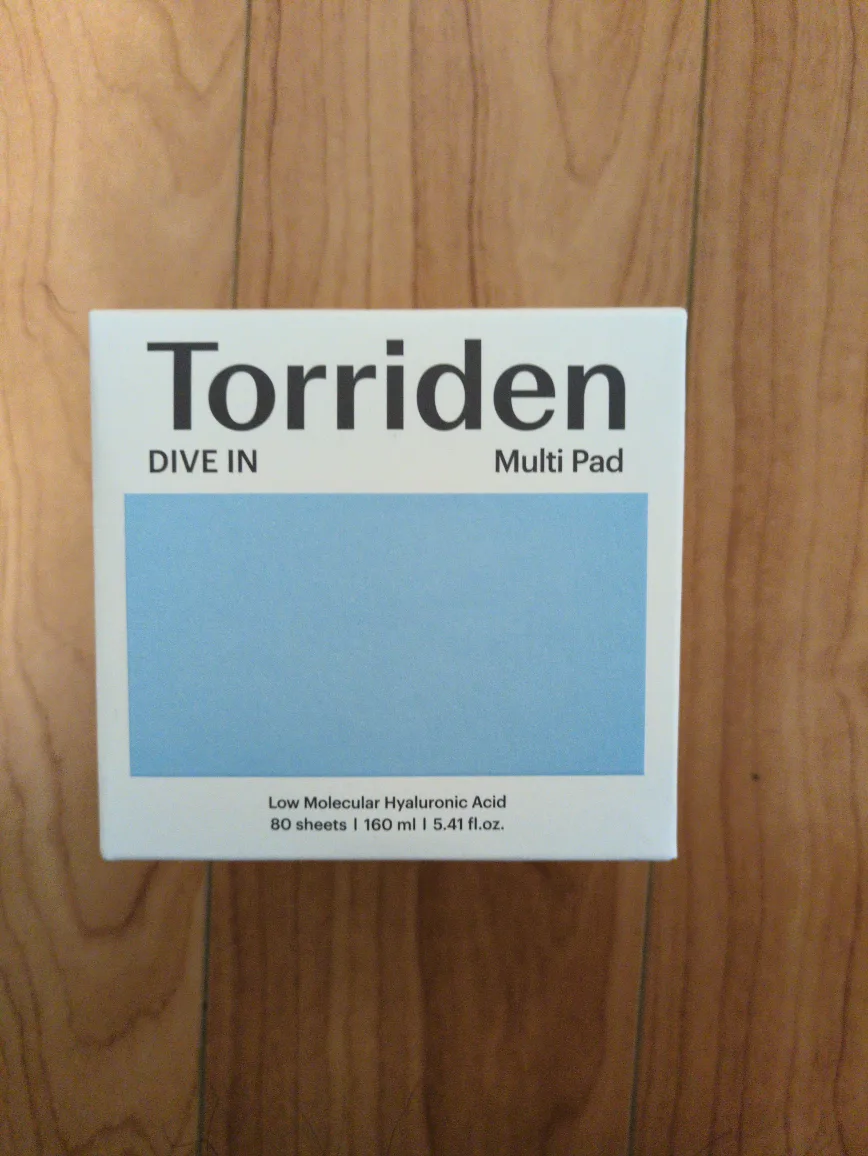 Torriden
DIVE IN Multi Pad
Low Molecular Hyaluronic Acid
80 sheets | 160 ml | 5.41 fl.oz.